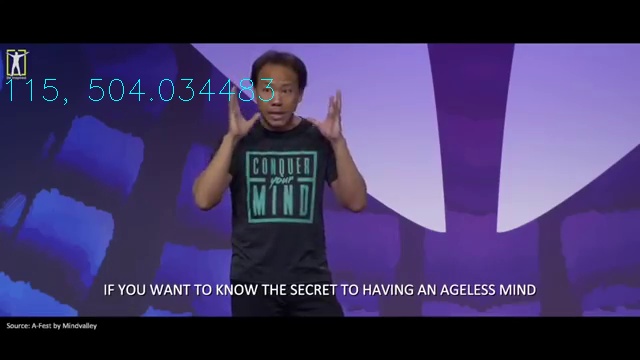 115, 504.034483
CONQUER
your
MIND
IF YOU WANT TO KNOW THE SECRET TO HAVING AN AGELESS MIND
Source: A-Fest by Mindvalley